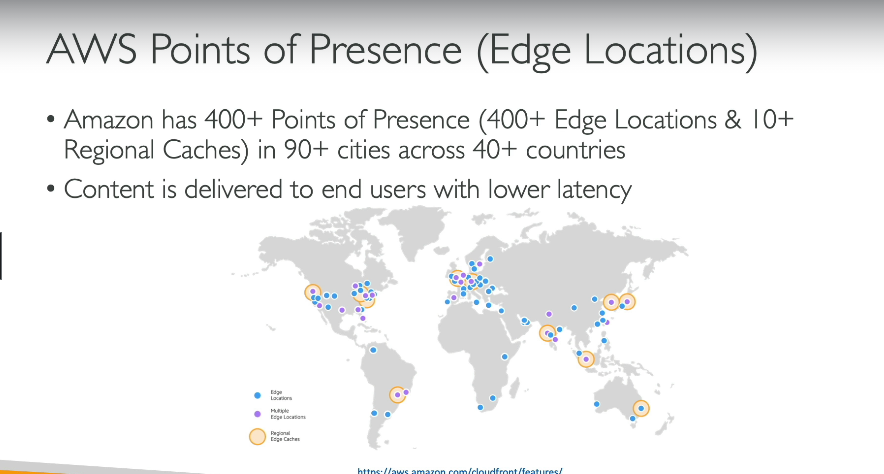 AWS Points of Presence (Edge Locations)
• Amazon has 400+ Points of Presence (400+ Edge Locations & 10+
Regional Caches) in 90+ cities across 40+ countries
• Content is delivered to end users with lower latency
Edge
Locations
Multiple
Edge Locations
Regional
Edge Caches
https://aws.amazon.com/cloudfront/features/